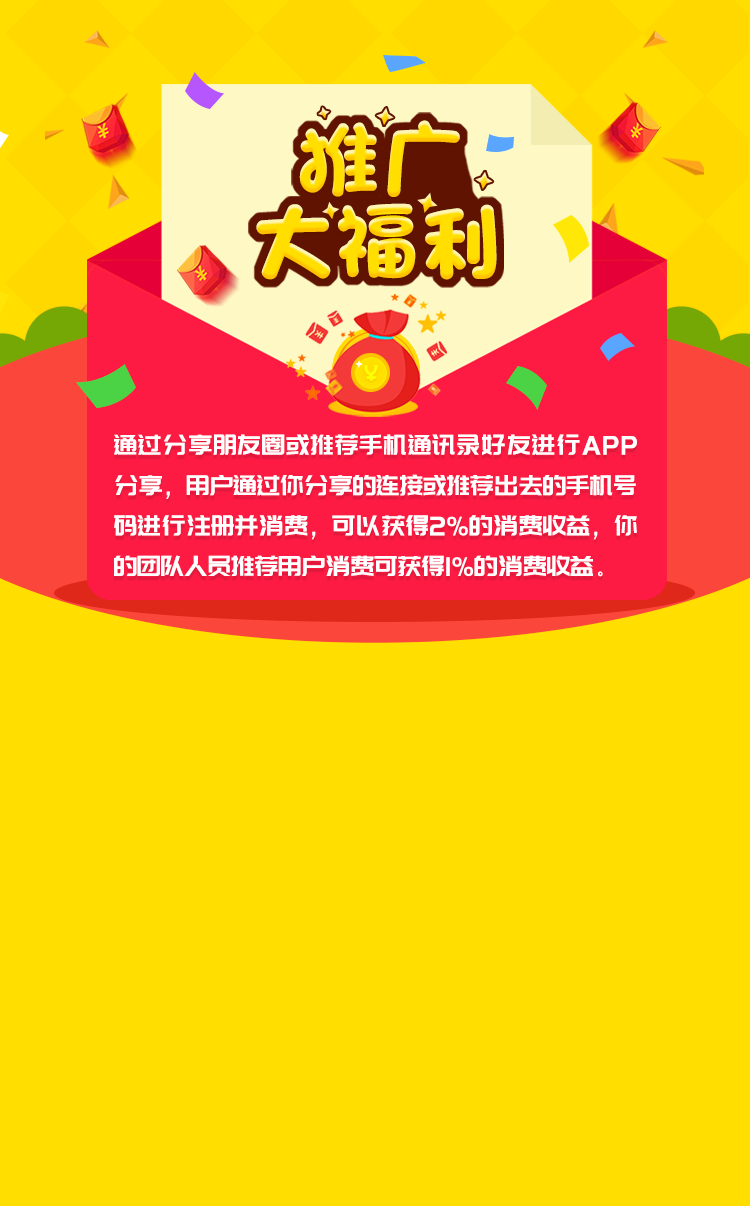 推广
大福利
通过分享朋友圈或推荐手机通讯录好友进行APP
分享，用户通过你分享的连接或推荐出去的手机号
码进行注册并消费，可以获得2%的消费收益，你
的团队人员推荐用户消费可获得1%的消费收益。